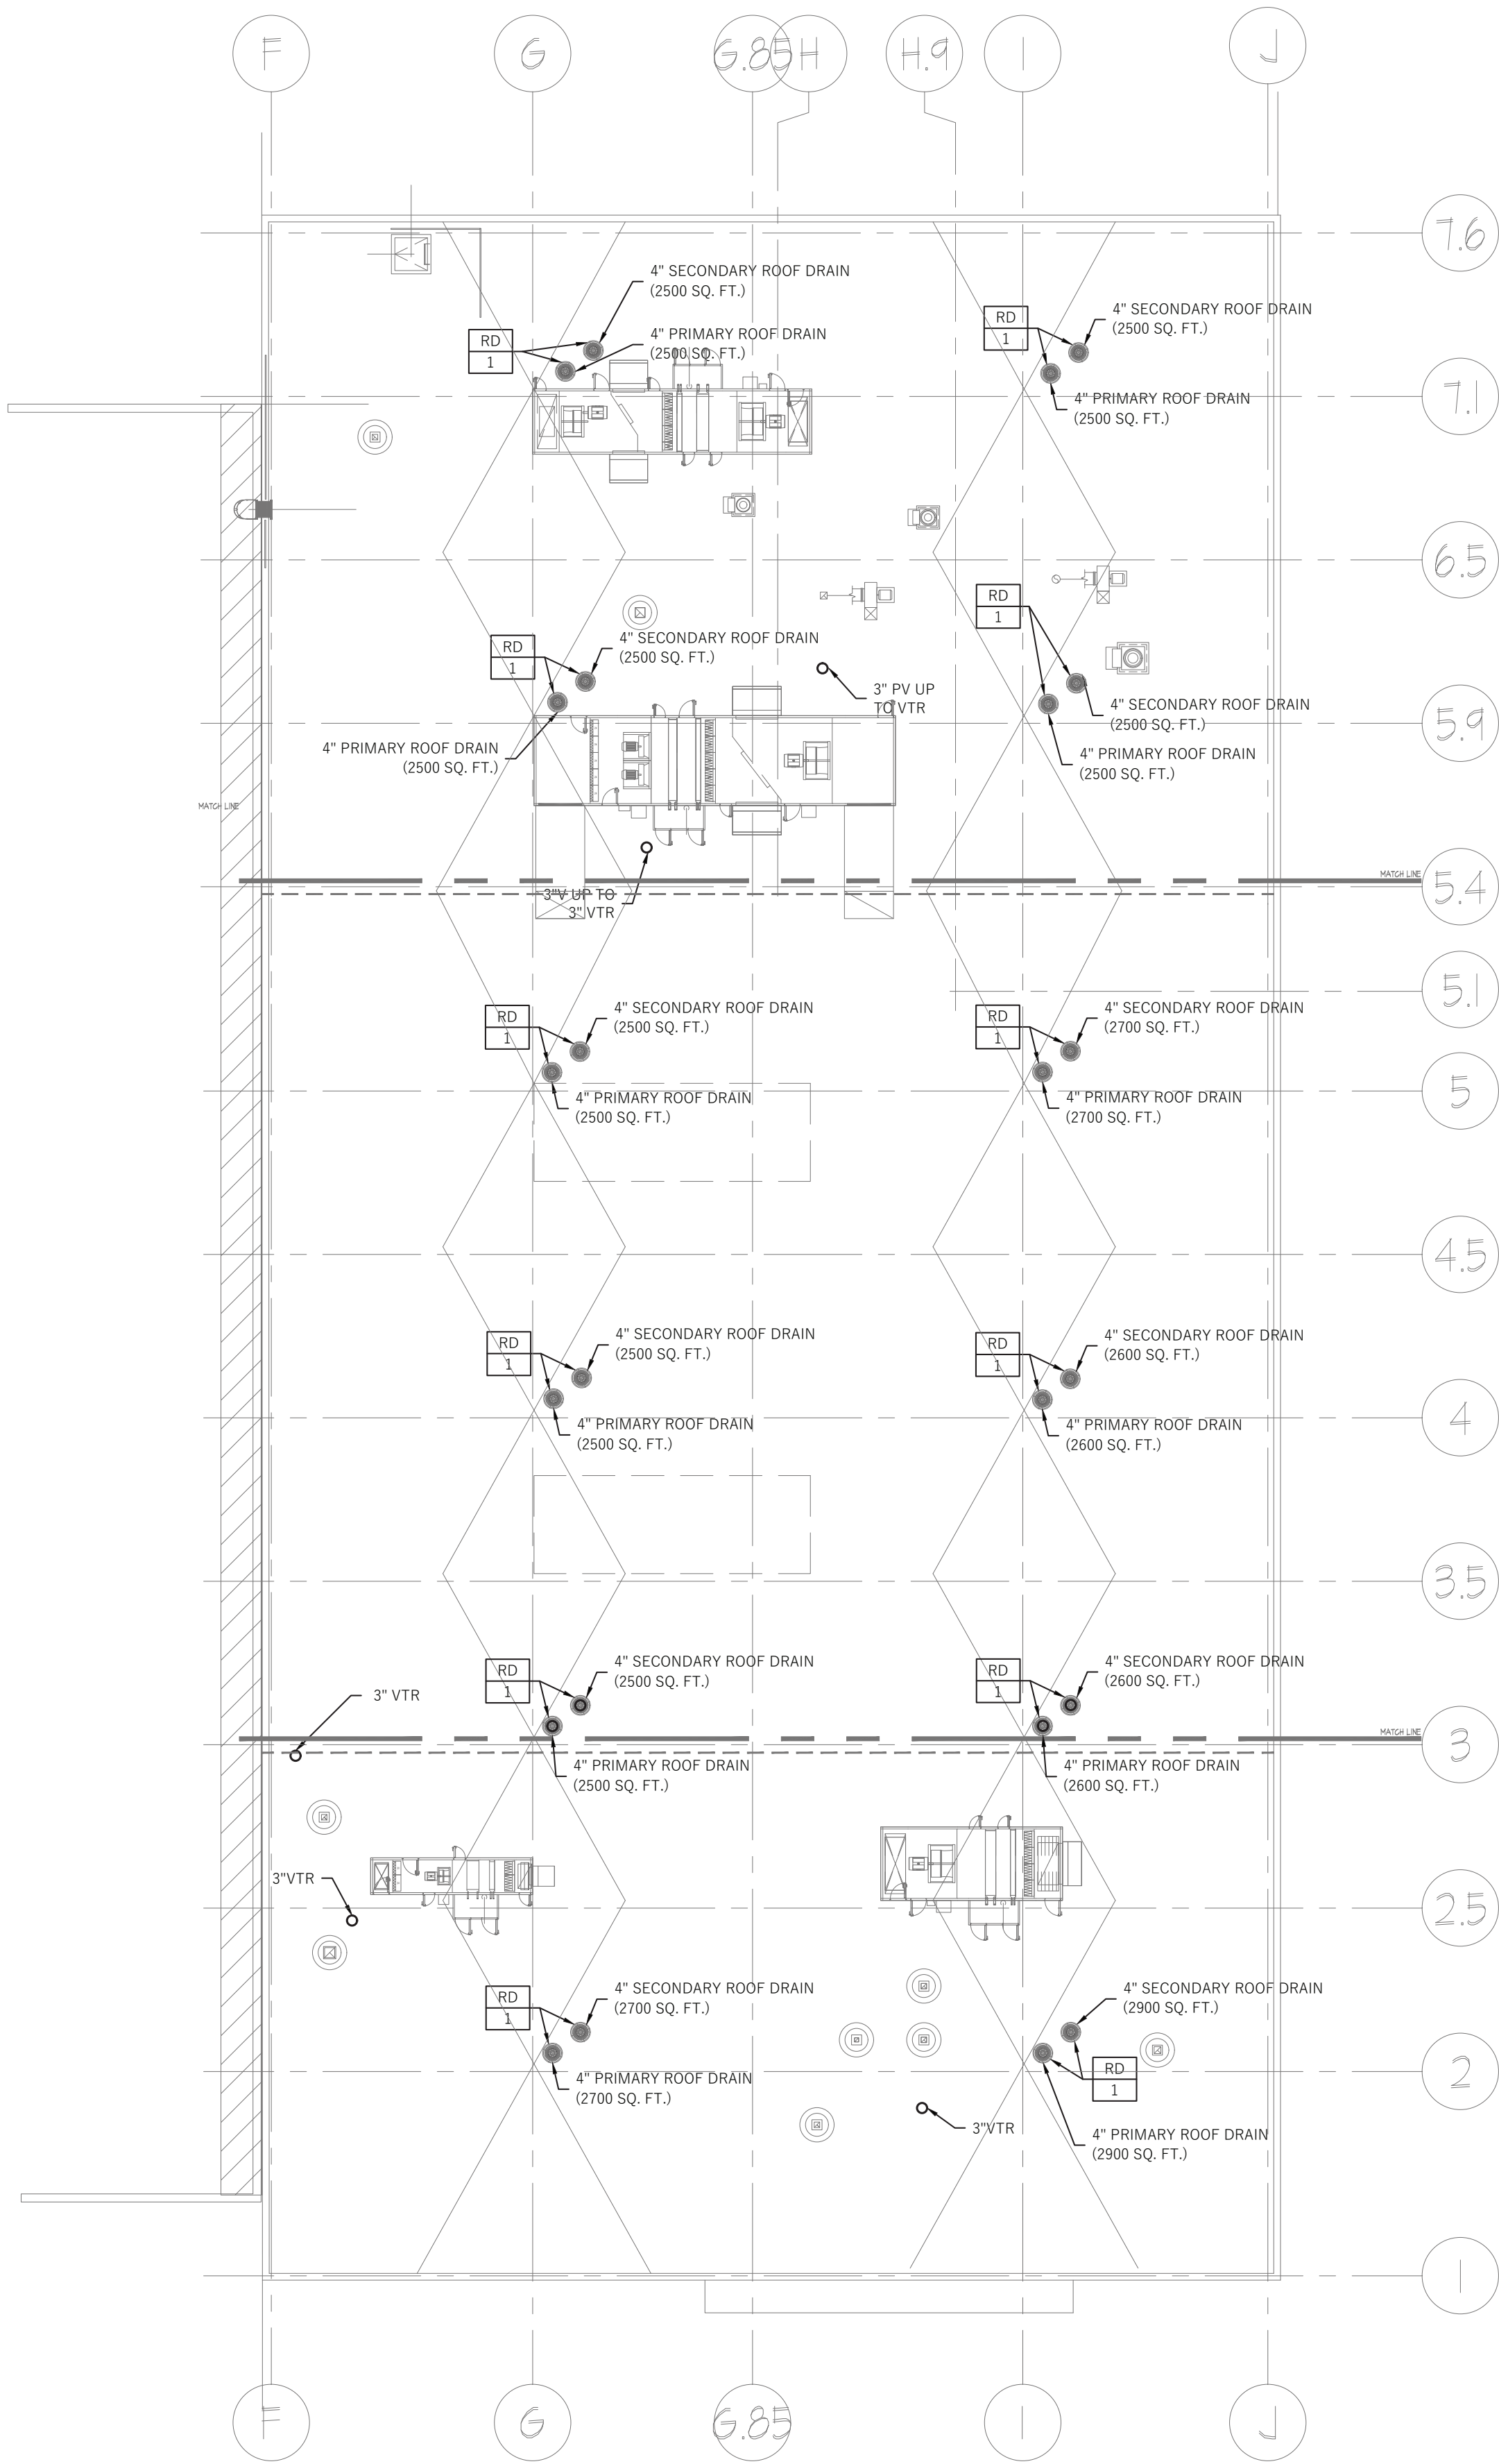 F
G
G.85
H
H.9
I
J
7.6
4" SECONDARY ROOF DRAIN
(2500 SQ. FT.)
RD
1
4" PRIMARY ROOF DRAIN
(2500 SQ. FT.)
RD
1
4" SECONDARY ROOF DRAIN
(2500 SQ. FT.)
4" PRIMARY ROOF DRAIN
(2500 SQ. FT.)
7.1
6.5
RD
1
4" SECONDARY ROOF DRAIN
(2500 SQ. FT.)
4" PRIMARY ROOF DRAIN
(2500 SQ. FT.)
3" PV UP
TO VTR
RD
1
4" SECONDARY ROOF DRAIN
(2500 SQ. FT.)
4" PRIMARY ROOF DRAIN
(2500 SQ. FT.)
5.9
MATCH LINE
3"V UP TO
3" VTR
MATCH LINE
5.4
5.1
RD
1
4" SECONDARY ROOF DRAIN
(2500 SQ. FT.)
4" PRIMARY ROOF DRAIN
(2500 SQ. FT.)
RD
1
4" SECONDARY ROOF DRAIN
(2700 SQ. FT.)
4" PRIMARY ROOF DRAIN
(2700 SQ. FT.)
5
4.5
RD
1
4" SECONDARY ROOF DRAIN
(2500 SQ. FT.)
4" PRIMARY ROOF DRAIN
(2500 SQ. FT.)
RD
1
4" SECONDARY ROOF DRAIN
(2600 SQ. FT.)
4" PRIMARY ROOF DRAIN
(2600 SQ. FT.)
4
3.5
3" VTR
RD
1
4" SECONDARY ROOF DRAIN
(2500 SQ. FT.)
4" PRIMARY ROOF DRAIN
(2500 SQ. FT.)
RD
1
4" SECONDARY ROOF DRAIN
(2600 SQ. FT.)
4" PRIMARY ROOF DRAIN
(2600 SQ. FT.)
MATCH LINE
3
3"VTR
2.5
RD
1
4" SECONDARY ROOF DRAIN
(2700 SQ. FT.)
4" PRIMARY ROOF DRAIN
(2700 SQ. FT.)
4" SECONDARY ROOF DRAIN
(2900 SQ. FT.)
RD
1
3"VTR
4" PRIMARY ROOF DRAIN
(2900 SQ. FT.)
2
1
F
G
G.85
I
J